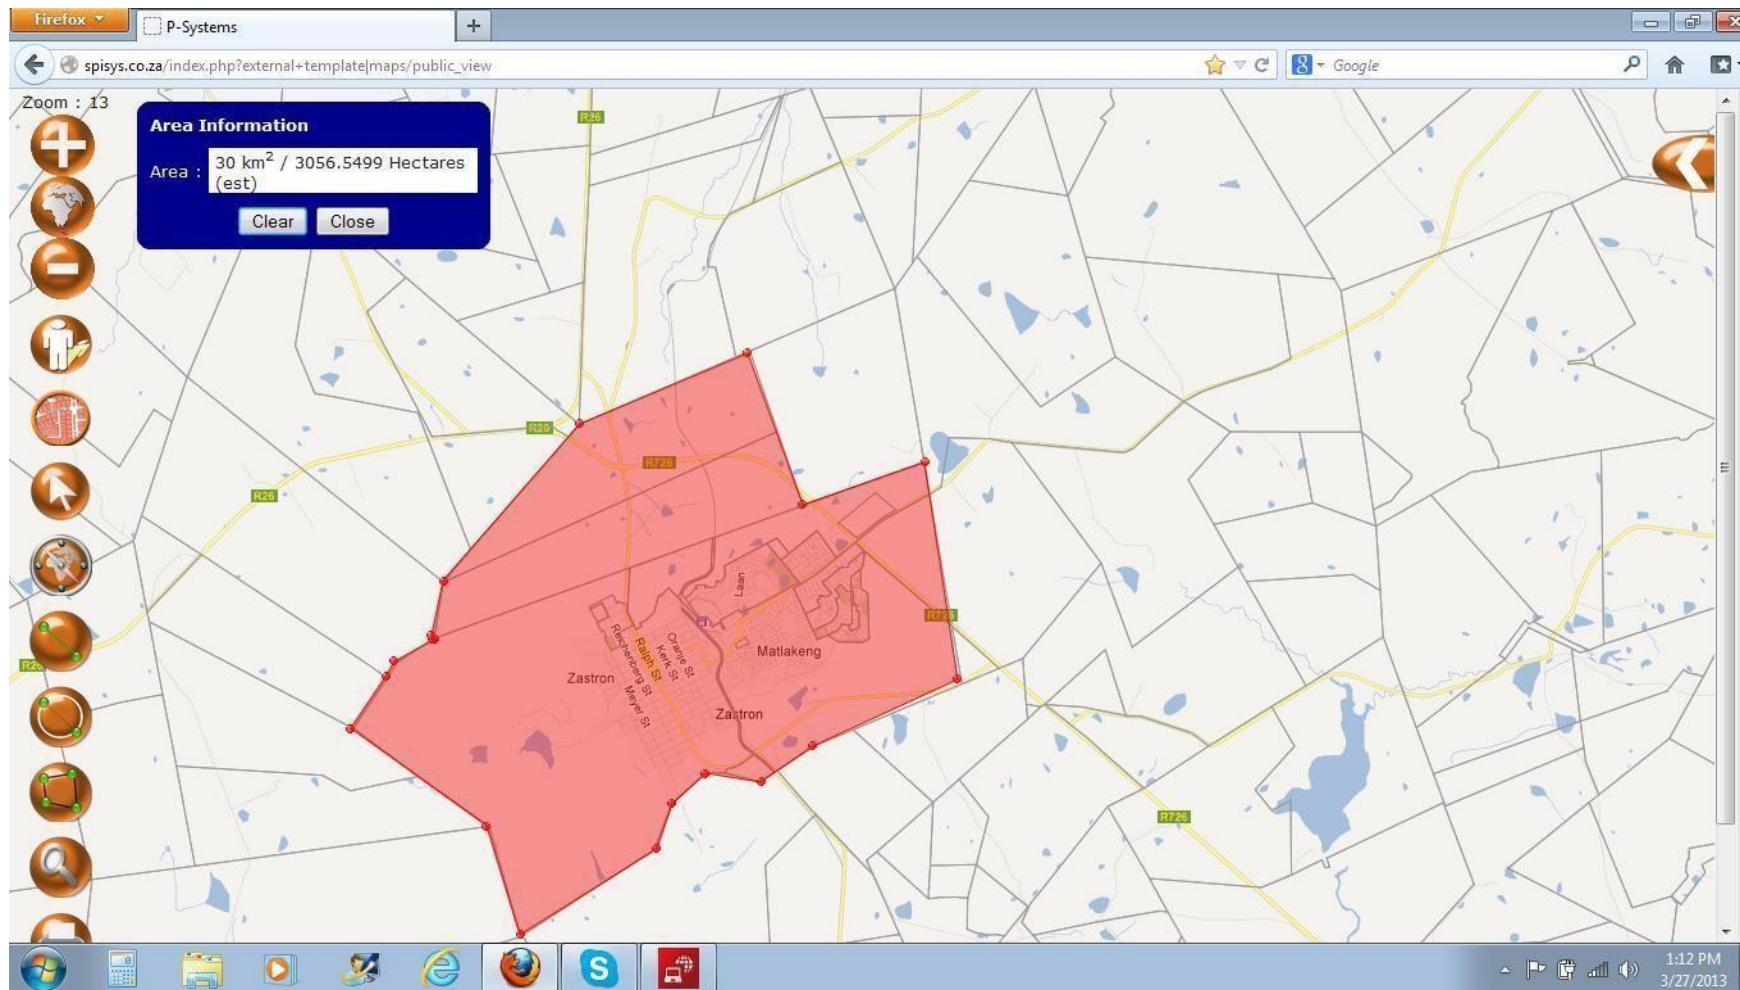 Firefox
P-Systems
spisys.co.za/index.php?external+template|maps/public_view
Google
Zoom : 13
Area Information
Area : 30 km2 / 3056.5499 Hectares
(est)
Clear
Close
R26
R26
R726
R26
R726
R26
Laan
Oranje St
Kerk St
Ralph St
Reichenberg St
Meyer St
Matlakeng
Zastron
Zastron
R726
1:12 PM
3/27/2013